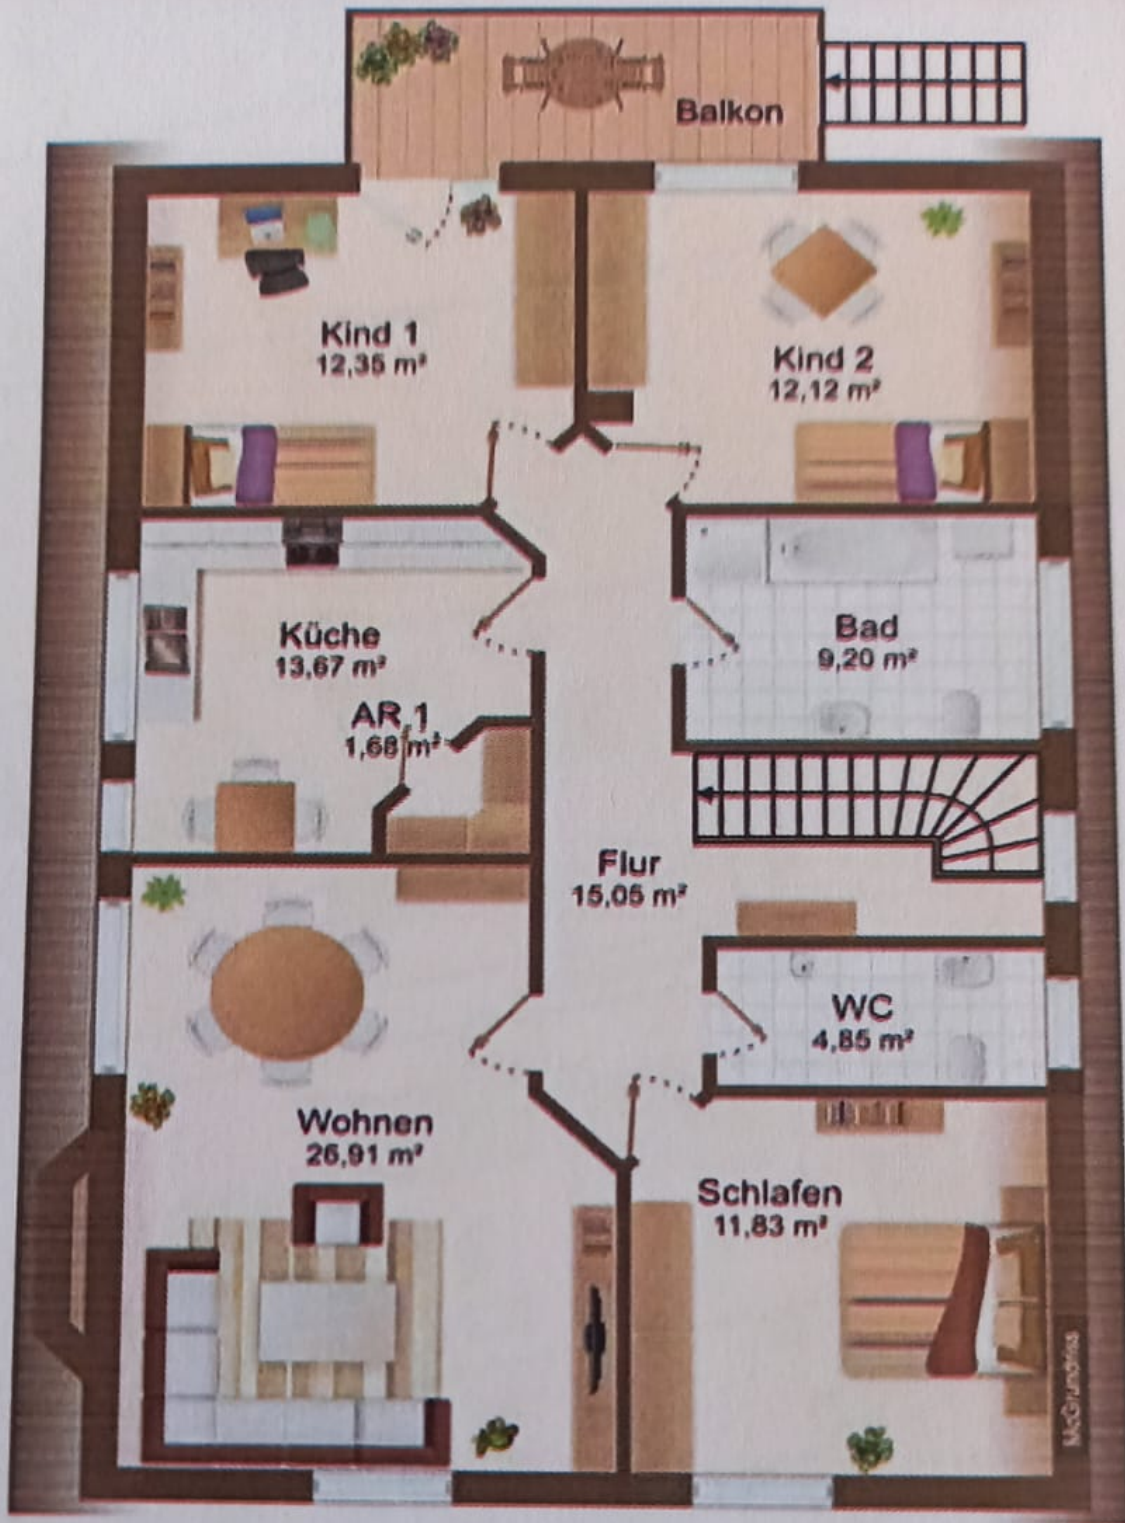 Balkon
Kind 1
12,35 m²
Kind 2
12,12 m²
Küche
13,67 m²
Bad
9,20 m²
AR 1
1,68 m²
Flur
15,05 m²
WC
4,85 m²
Wohnen
26,91 m²
Schlafen
11,83 m²
McGrundriss